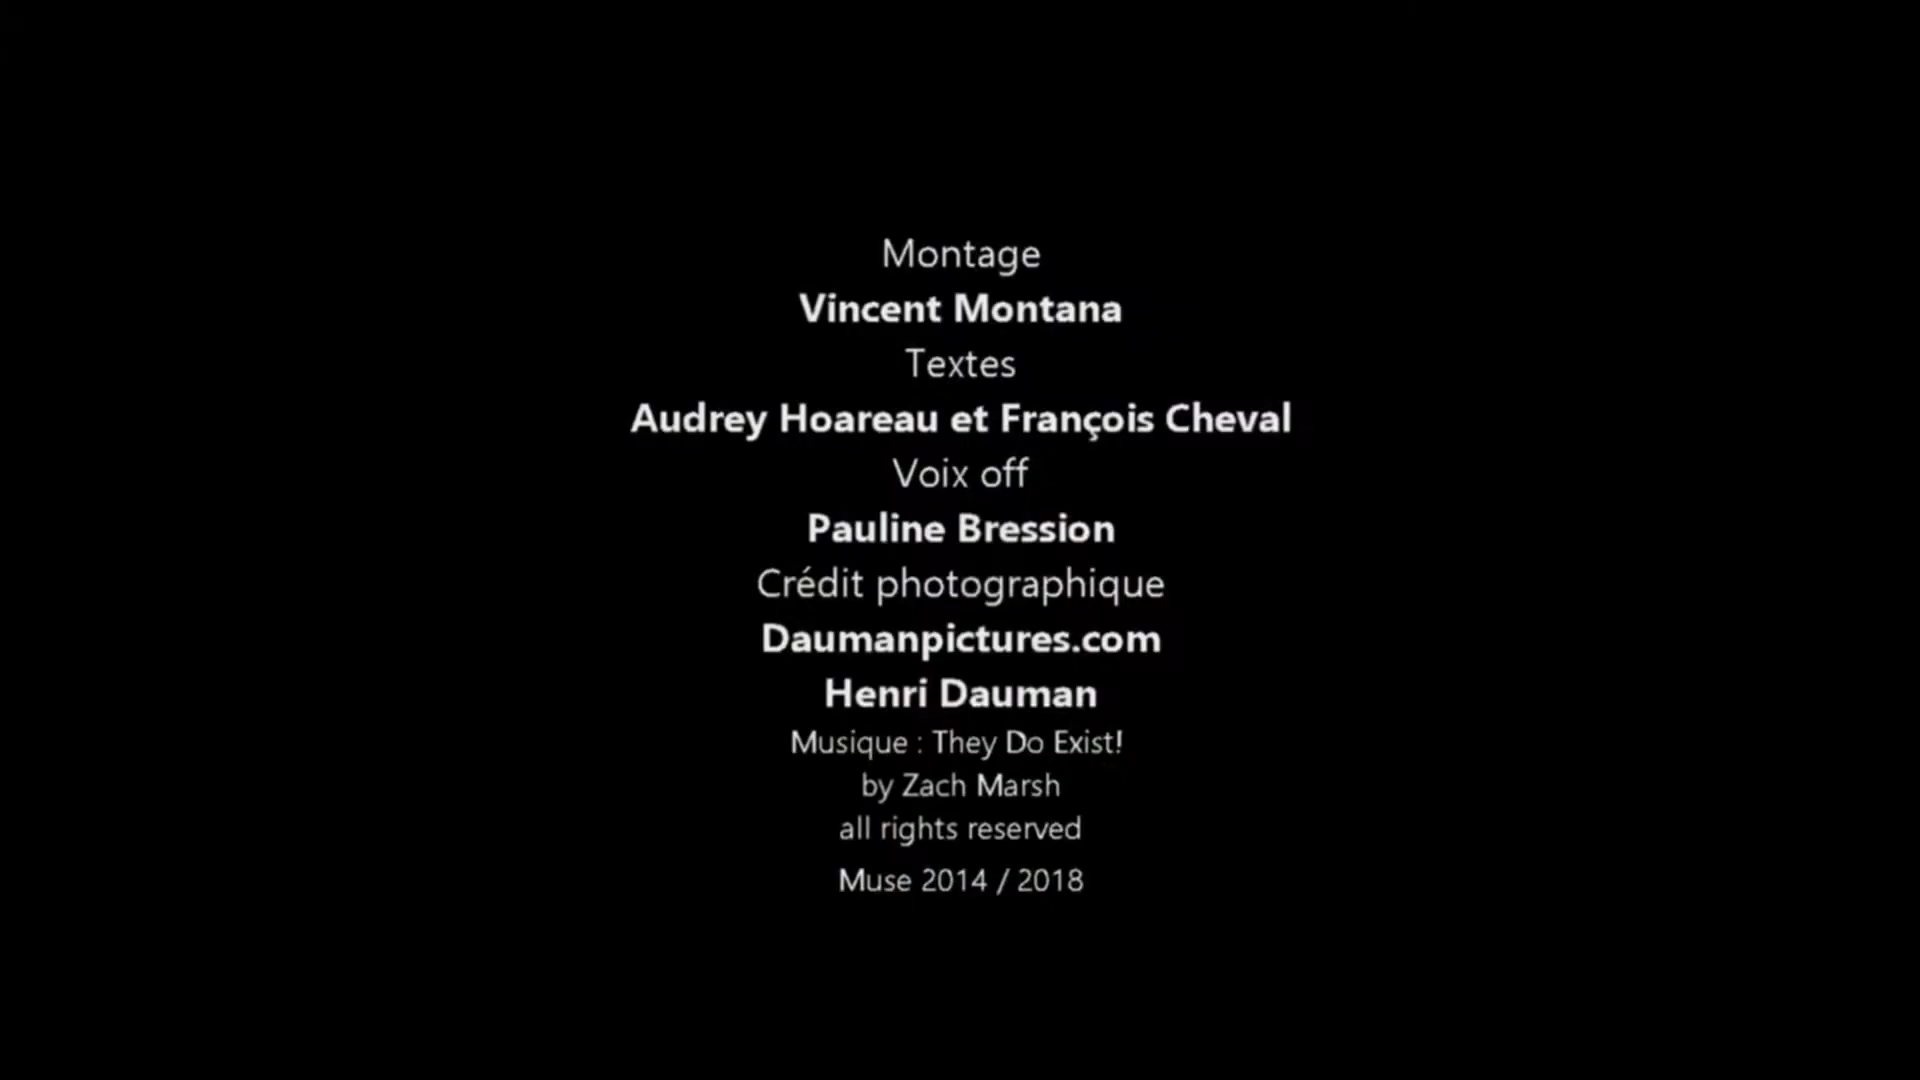 Montage
Vincent Montana
Textes
Audrey Hoareau et François Cheval
Voix off
Pauline Bression
Crédit photographique
Daumanpictures.com
Henri Dauman
Musique : They Do Exist!
by Zach Marsh
all rights reserved
Muse 2014 / 2018